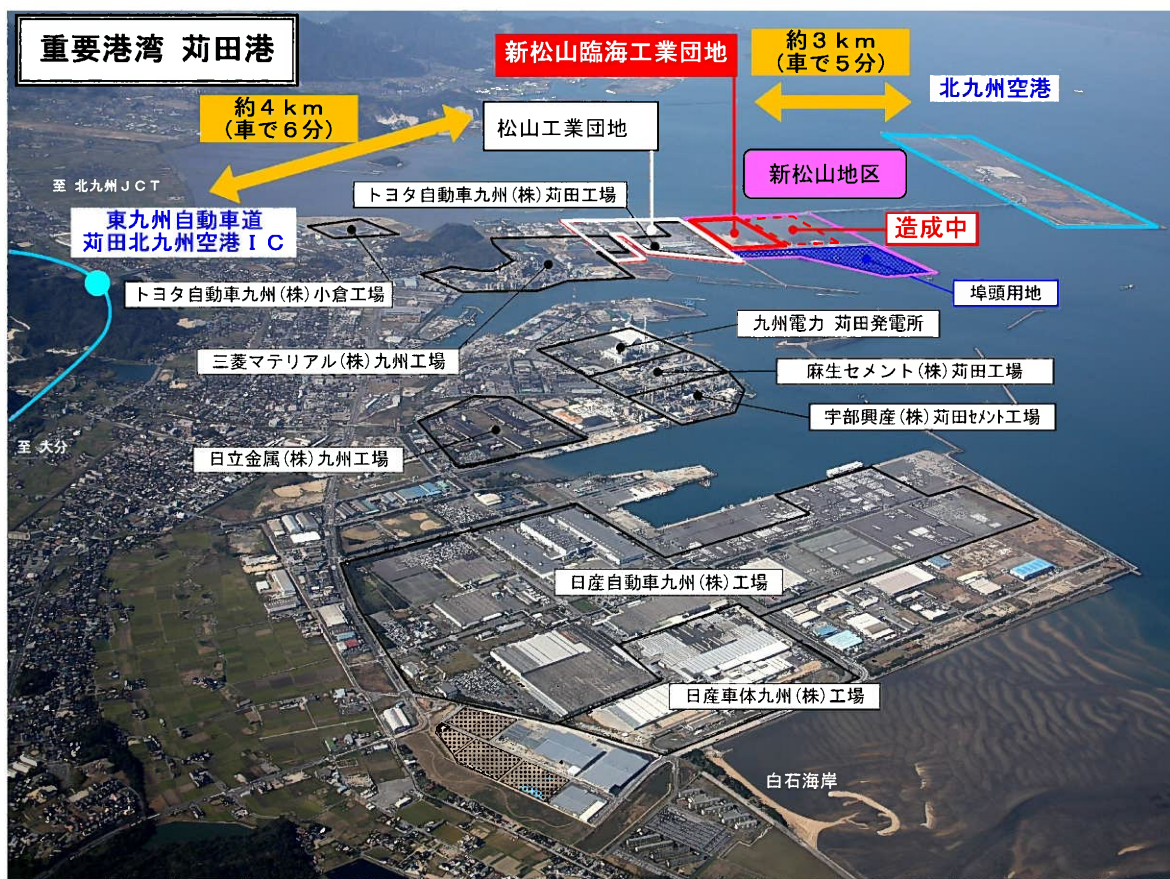 重要港湾 苅田港
新松山臨海工業団地
約3km
(車で5分)
北九州空港
約4km
(車で6分)
松山工業団地
新松山地区
至 北九州JCT
トヨタ自動車九州(株)苅田工場
東九州自動車道
苅田北九州空港IC
造成中
トヨタ自動車九州(株)小倉工場
埠頭用地
九州電力 苅田発電所
三菱マテリアル(株)九州工場
麻生セメント(株)苅田工場
宇部興産(株)苅田セメント工場
至 大分
日立金属(株)九州工場
日産自動車九州(株)工場
日産車体九州(株)工場
白石海岸